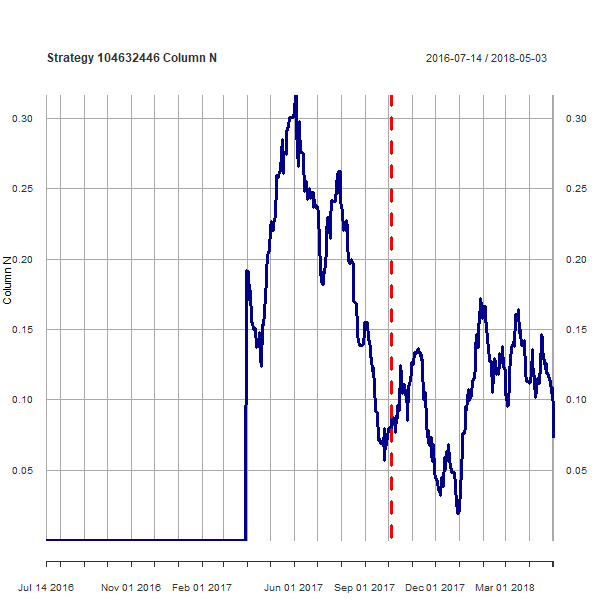 Strategy 104632446 Column N
2016-07-14 / 2018-05-03
0.30
0.30
0.25
0.25
0.20
0.20
Column N
0.15
0.15
0.10
0.10
0.05
0.05
Jul 14 2016
Nov 01 2016
Feb 01 2017
Jun 01 2017
Sep 01 2017
Dec 01 2017
Mar 01 2018